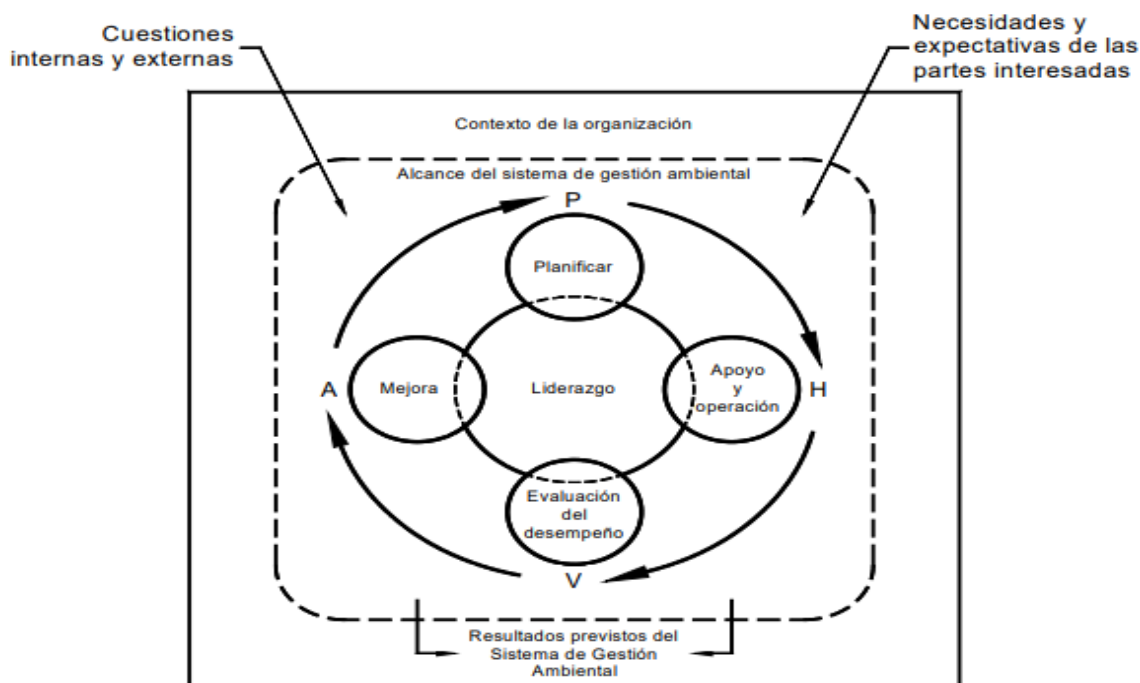 Cuestiones
internas y externas
Necesidades y
expectativas de las
partes interesadas
Contexto de la organización
Alcance del sistema de gestión ambiental
P
Planificar
A
Mejora
Liderazgo
Apoyo
y
operación
H
Evaluación
del
desempeño
V
Resultados previstos del
Sistema de Gestión
Ambiental